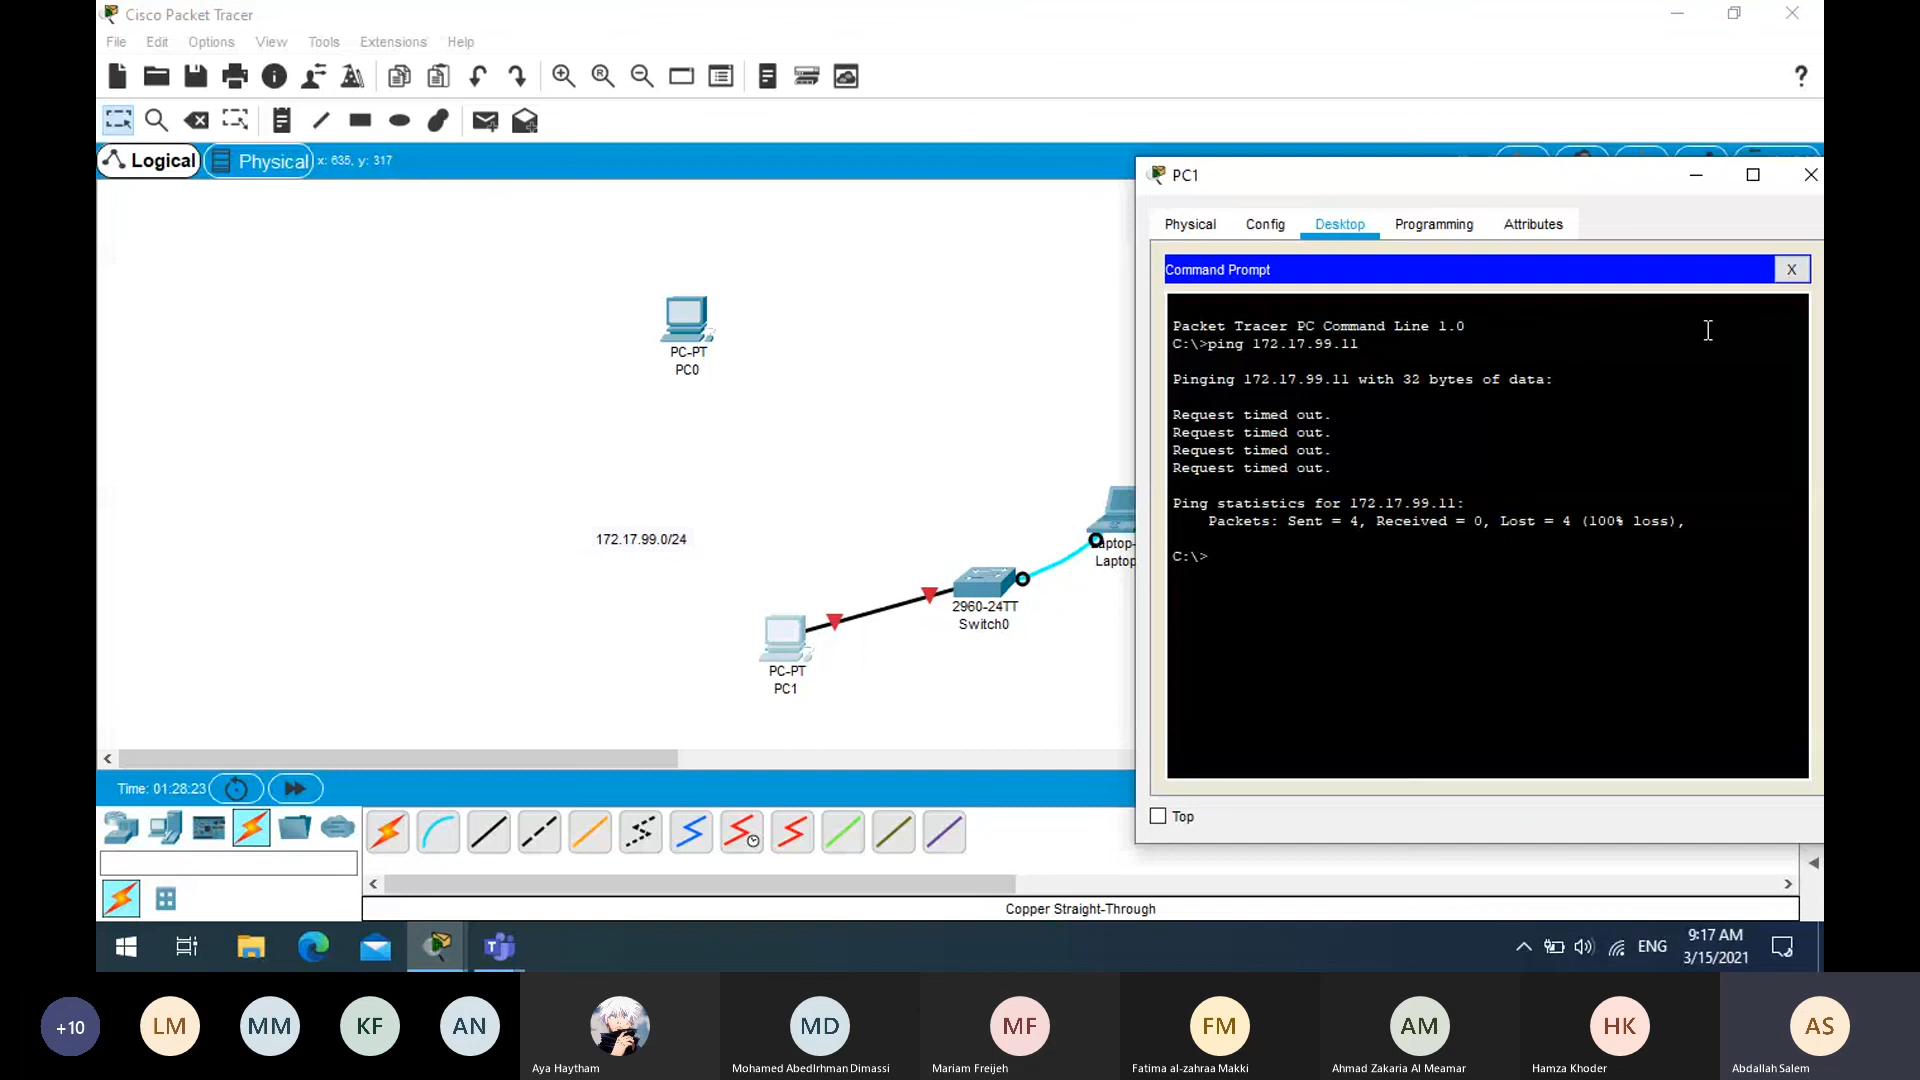 Cisco Packet Tracer
File Edit Options View Tools Extensions Help
?
Logical Physical x: 635, y: 317
PC1
Physical Config Desktop Programming Attributes
Command Prompt X
Packet Tracer PC Command Line 1.0
C:\>ping 172.17.99.11
Pinging 172.17.99.11 with 32 bytes of data:
Request timed out.
Request timed out.
Request timed out.
Request timed out.
Ping statistics for 172.17.99.11:
Packets: Sent = 4, Received = 0, Lost = 4 (100% loss),
C:\>
Top
PC-PT
PC0
172.17.99.0/24
Laptop-
Laptop
2960-24TT
Switch0
PC-PT
PC1
Time: 01:28:23
Copper Straight-Through
ENG
9:17 AM
3/15/2021
+10 LM MM KF AN MD MF FM AM HK AS
Aya Haytham
Mohamed AbedIrhman Dimassi
Mariam Freijeh
Fatima al-zahraa Makki
Ahmad Zakaria Al Meamar
Hamza Khoder
Abdallah Salem